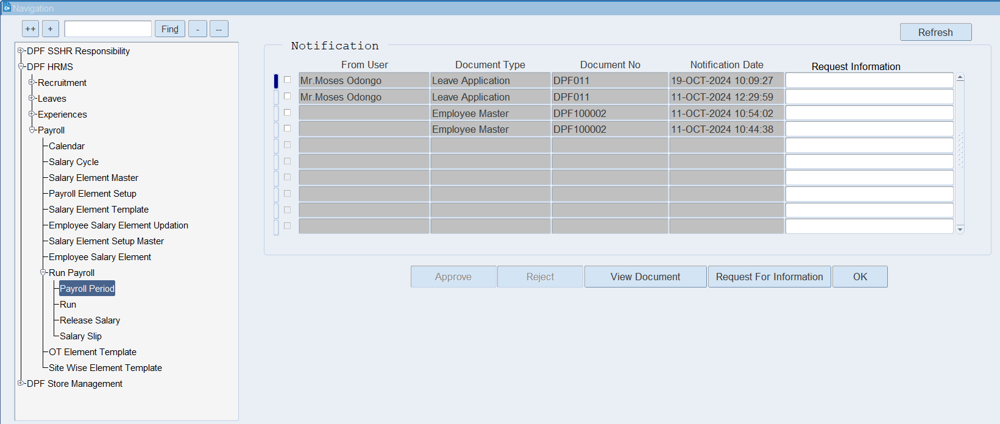 Navigation
++ + Find - --
Refresh
DPF SSHR Responsibility
DPF HRMS
Recruitment
Leaves
Experiences
Payroll
Calendar
Salary Cycle
Salary Element Master
Payroll Element Setup
Salary Element Template
Employee Salary Element Updation
Salary Element Setup Master
Employee Salary Element
Run Payroll
Payroll Period
Run
Release Salary
Salary Slip
OT Element Template
Site Wise Element Template
DPF Store Management
Notification
From User Document Type Document No Notification Date Request Information
Mr.Moses Odongo Leave Application DPF011 19-OCT-2024 10:09:27
Mr.Moses Odongo Leave Application DPF011 11-OCT-2024 12:29:59
Employee Master DPF100002 11-OCT-2024 10:54:02
Employee Master DPF100002 11-OCT-2024 10:44:38
Approve Reject View Document Request For Information OK